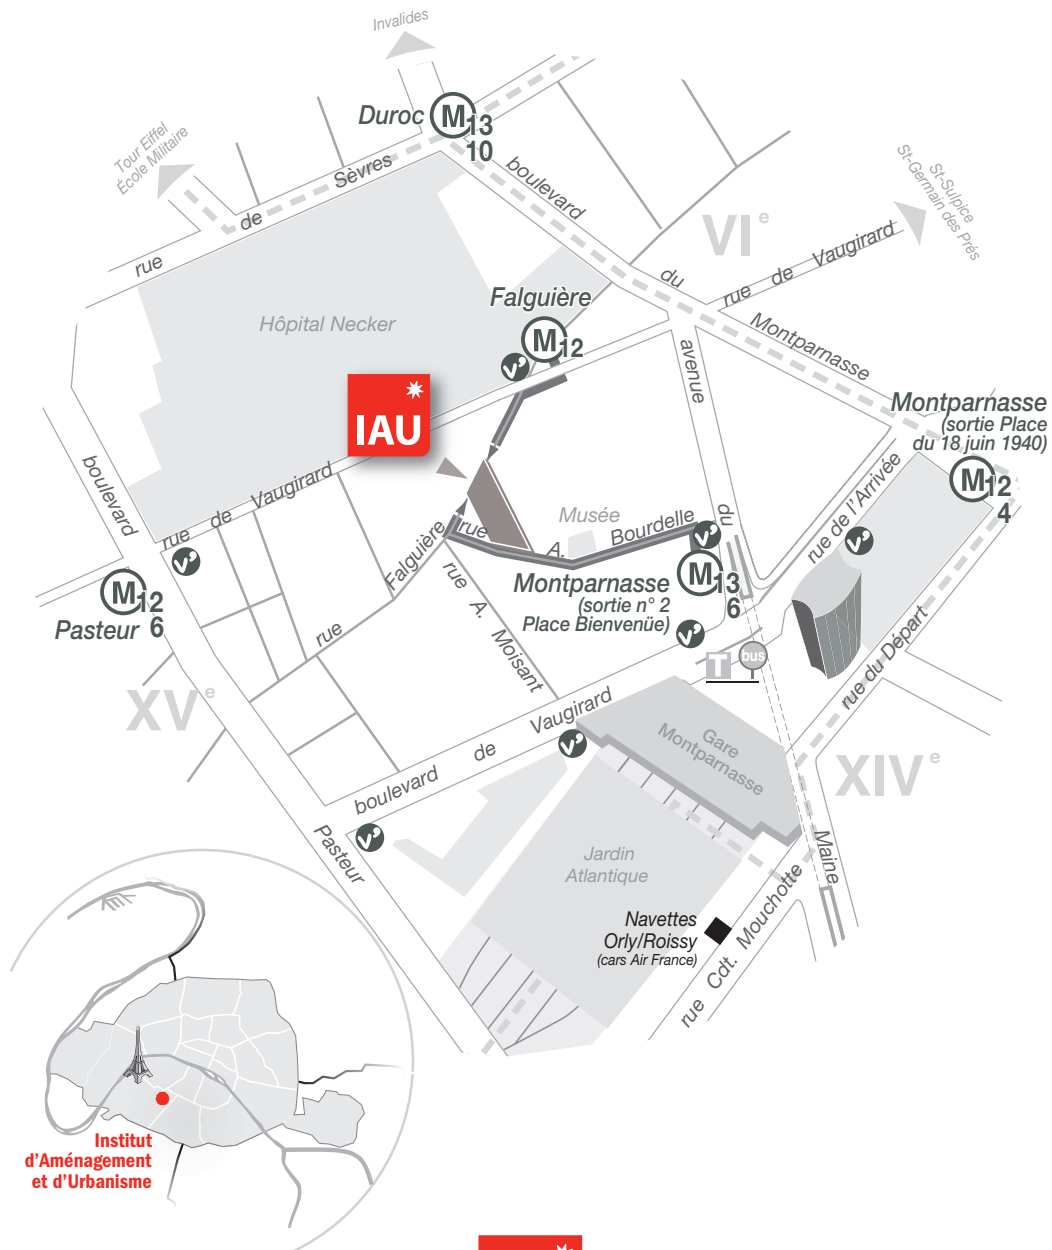 Invalides
Duroc M 13
10
Tour Eiffel
École Militaire
rue de Sèvres
boulevard du Montparnasse
St-Sulpice
St-Germain des Prés
VI e
rue de Vaugirard
Hôpital Necker
Falguière
M 12
v'
IAU
avenue du Maine
Montparnasse
(sortie Place
du 18 juin 1940)
M 12
4
boulevard Pasteur
rue de Vaugirard
v'
rue Falguière
rue A. Bourdelle
Musée
v'
rue de l'Arrivée
v'
M 12
6
Pasteur
Montparnasse
(sortie n° 2
Place Bienvenüe)
M 13
6
v'
rue A. Moisant
T
bus
rue du Départ
XV e
boulevard de Vaugirard
v'
Gare
Montparnasse
XIV e
v'
Jardin
Atlantique
Navettes
Orly/Roissy
(cars Air France)
rue Cdt. Mouchotte
Institut
d'Aménagement
et d'Urbanisme